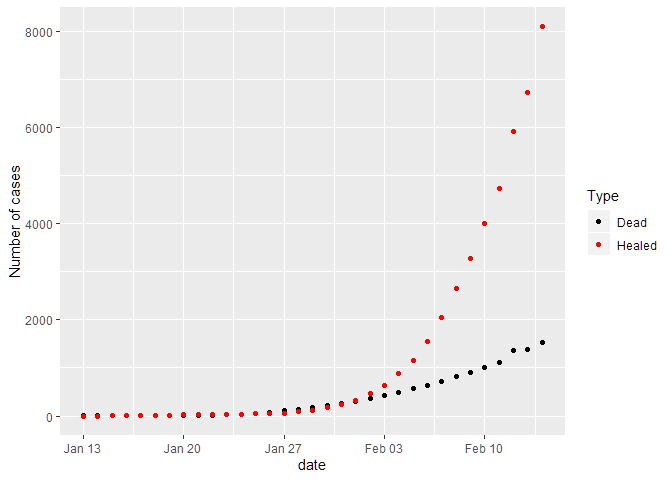 8000
6000
4000
2000
0
Number of cases
Jan 13
Jan 20
Jan 27
Feb 03
Feb 10
date
Type
Dead
Healed